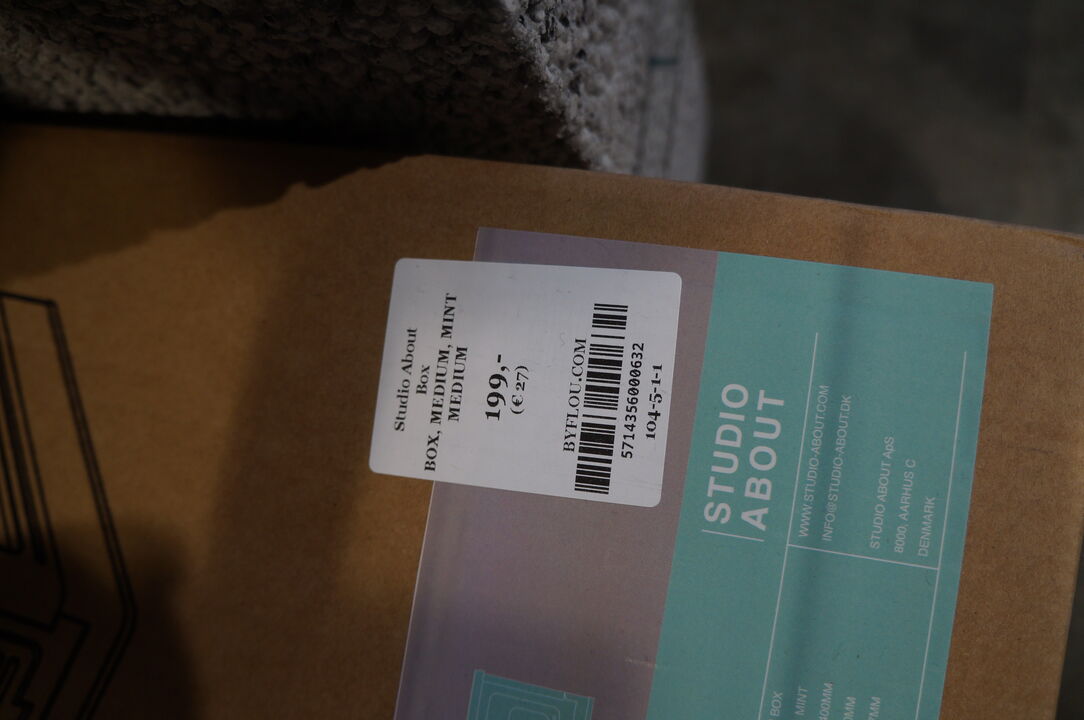 Studio About
Box
BOX, MEDIUM, MINT
MEDIUM
199,-
(€ 27)
BYFLOU.COM
5714356000632
104-5-1-1
STUDIO
ABOUT
WWW.STUDIO-ABOUT.COM
INFO@STUDIO-ABOUT.DK
STUDIO ABOUT ApS
8000, AARHUS C
DENMARK
BOX
MINT